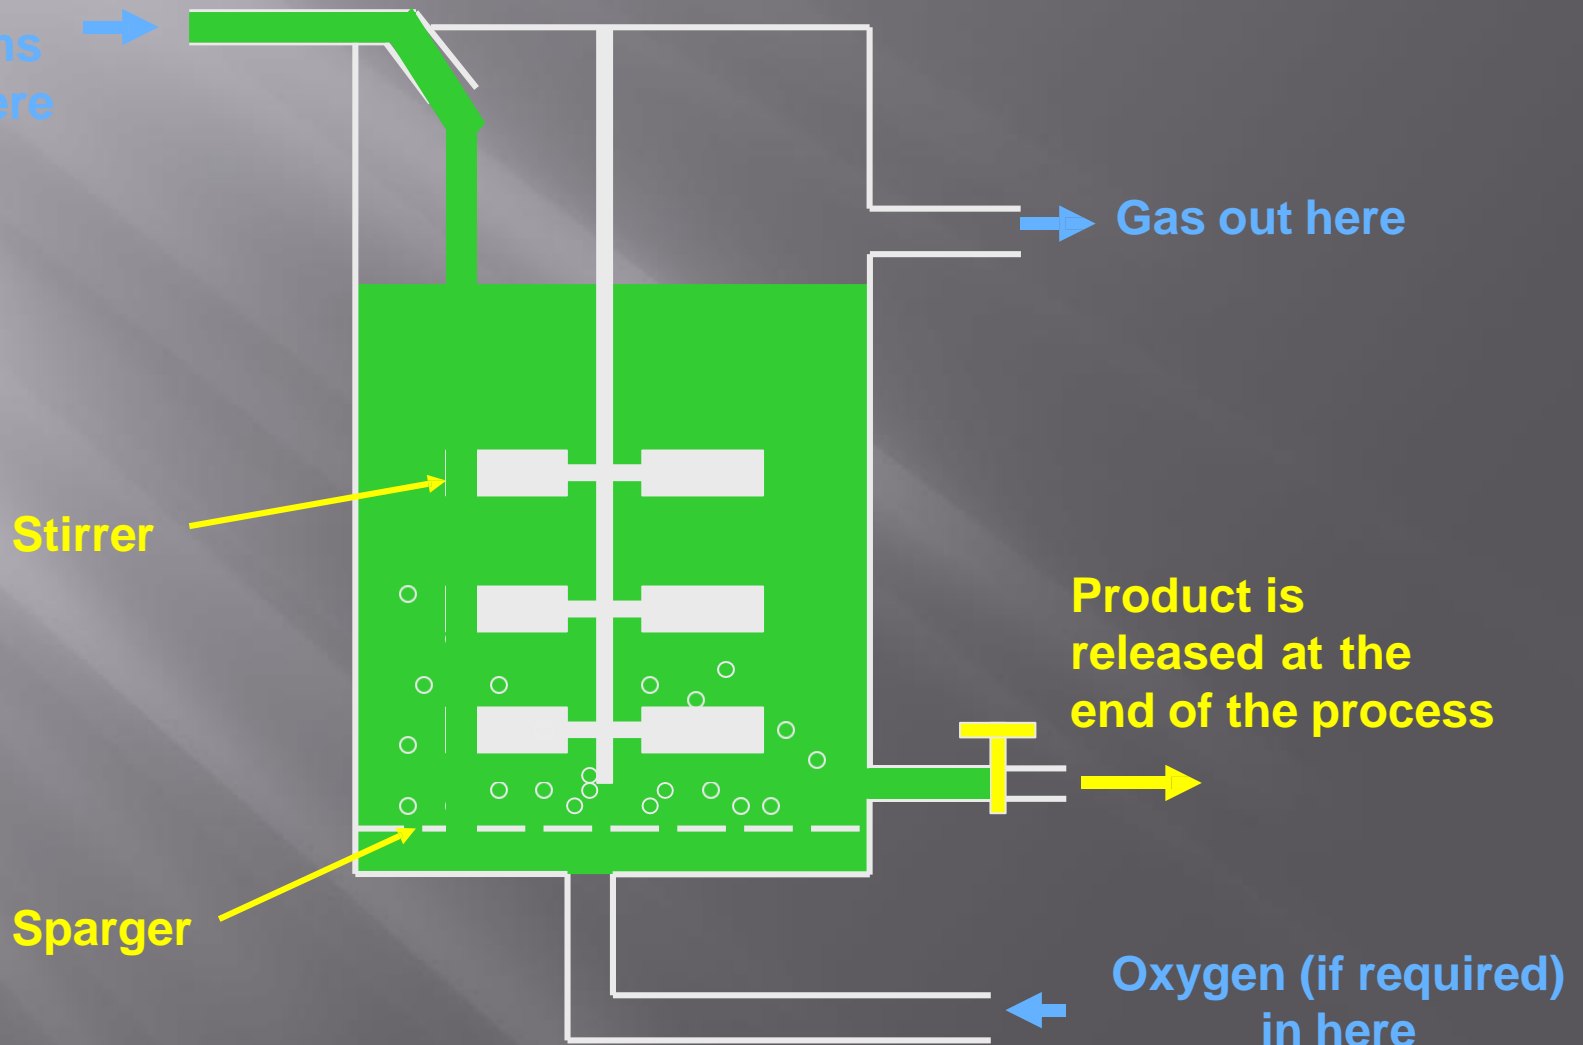 ere
Gas out here
Stirrer
Product is
released at the
end of the process
Sparger
Oxygen (if required)
in here